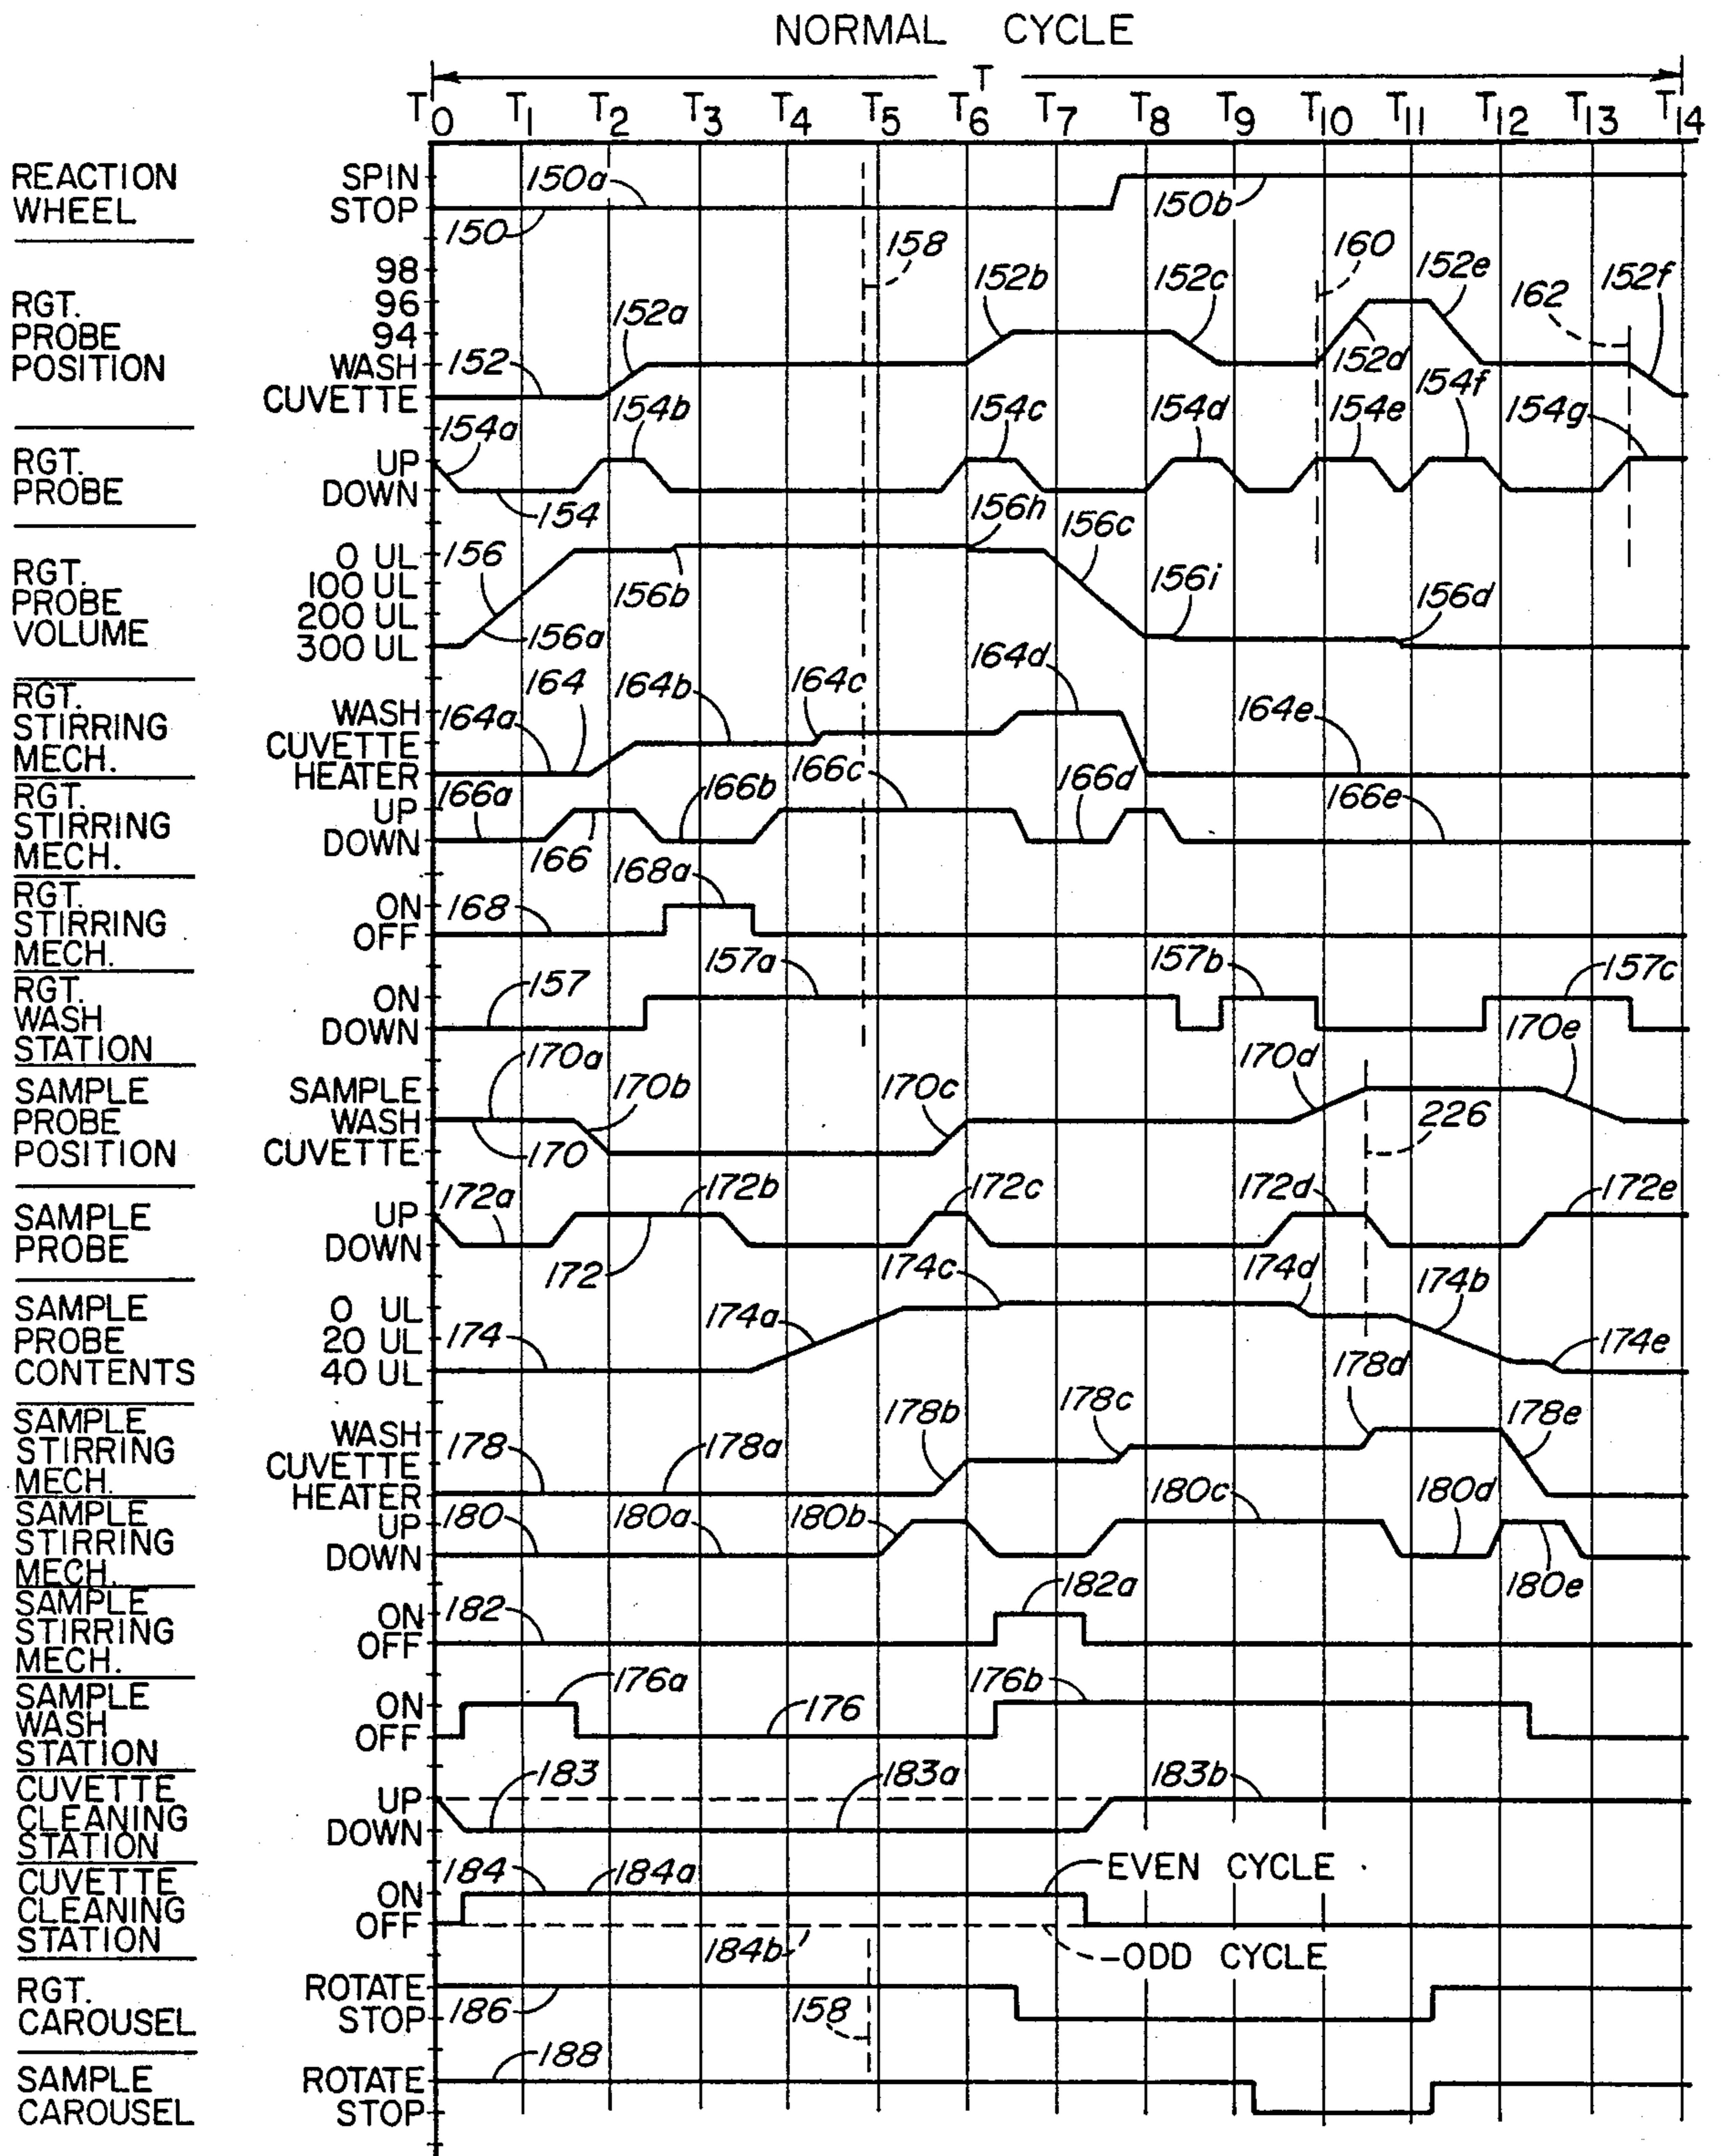 NORMAL CYCLE
T
T0 T1 T2 T3 T4 T5 T6 T7 T8 T9 T10 T11 T12 T13 T14
REACTION
WHEEL
SPIN
STOP
150a
150
150b
158
160
RGT.
PROBE
POSITION
98
96
94
WASH
CUVETTE
152
152a
152b
152c
152d
152e
162
152f
RGT.
PROBE
UP
DOWN
154a
154b
154c
154d
154e
154f
154g
154
RGT.
PROBE
VOLUME
0 UL
100 UL
200 UL
300 UL
156
156a
156b
156h
156c
156i
156d
RGT.
STIRRING
MECH.
WASH
CUVETTE
HEATER
164a
164
164b
164c
164d
164e
RGT.
STIRRING
MECH.
UP
DOWN
166a
166
166b
166c
166d
166e
RGT.
STIRRING
MECH.
ON
OFF
168
168a
RGT.
WASH
STATION
ON
DOWN
157
157a
157b
157c
SAMPLE
PROBE
POSITION
SAMPLE
WASH
CUVETTE
170a
170
170b
170c
170d
170e
226
SAMPLE
PROBE
UP
DOWN
172a
172
172b
172c
172d
172e
SAMPLE
PROBE
CONTENTS
0 UL
20 UL
40 UL
174
174a
174c
174d
174b
174e
SAMPLE
STIRRING
MECH.
WASH
CUVETTE
HEATER
178
178a
178b
178c
178d
178e
SAMPLE
STIRRING
MECH.
UP
DOWN
180
180a
180b
180c
180d
180e
SAMPLE
STIRRING
MECH.
ON
OFF
182
182a
SAMPLE
WASH
STATION
ON
OFF
176a
176
176b
CUVETTE
CLEANING
STATION
UP
DOWN
183
183a
183b
CUVETTE
CLEANING
STATION
ON
OFF
184
184a
EVEN CYCLE
184b
ODD CYCLE
RGT.
CAROUSEL
ROTATE
STOP
186
158
SAMPLE
CAROUSEL
ROTATE
STOP
188